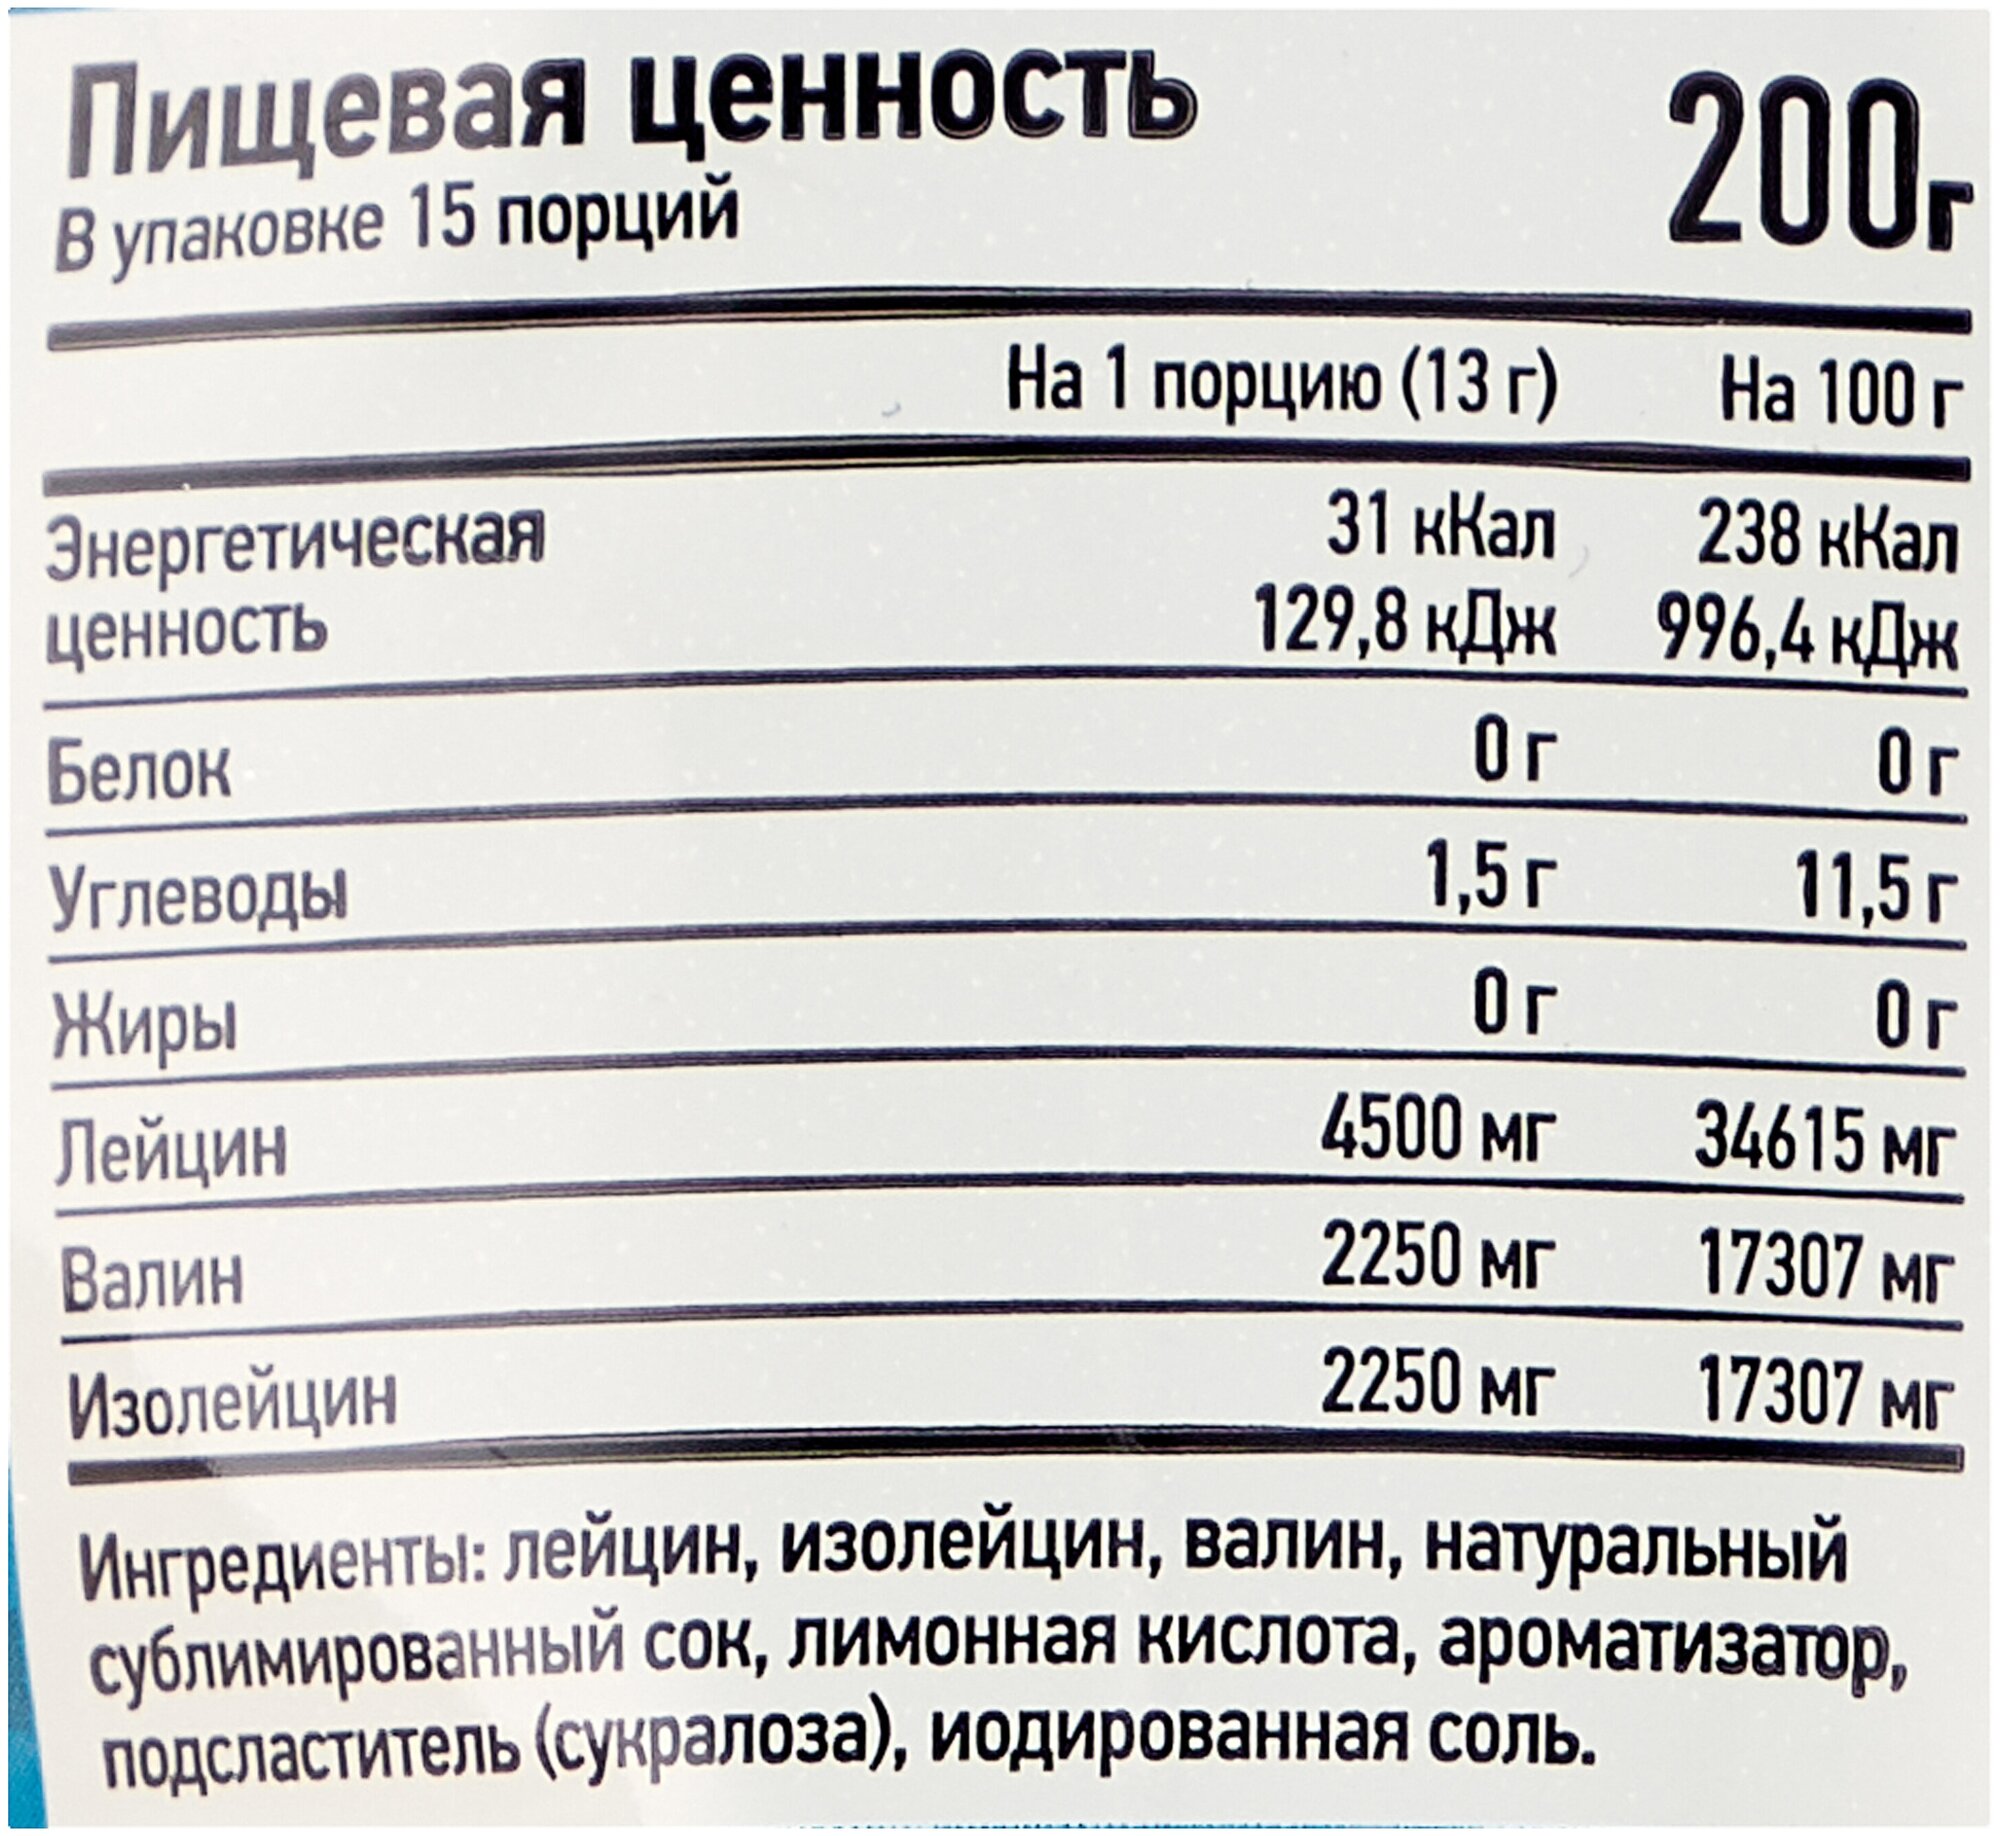 Пищевая ценность
200г
В упаковке 15 порций
На 1 порцию (13 г) На 100 г
Энергетическая 31 кКал 238 кКал
ценность 129,8 кДж 996,4 кДж
Белок 0 г 0 г
Углеводы 1,5 г 11,5 г
Жиры 0 г 0 г
Лейцин 4500 мг 34615 мг
Валин 2250 мг 17307 мг
Изолейцин 2250 мг 17307 мг
Ингредиенты: лейцин, изолейцин, валин, натуральный
сублимированный сок, лимонная кислота, ароматизатор,
подсластитель (сукралоза), иодированная соль.